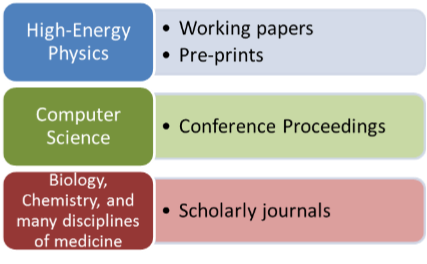 High-Energy
Physics
• Working papers
• Pre-prints
Computer
Science
• Conference Proceedings
Biology,
Chemistry, and
many disciplines
of medicine
• Scholarly journals